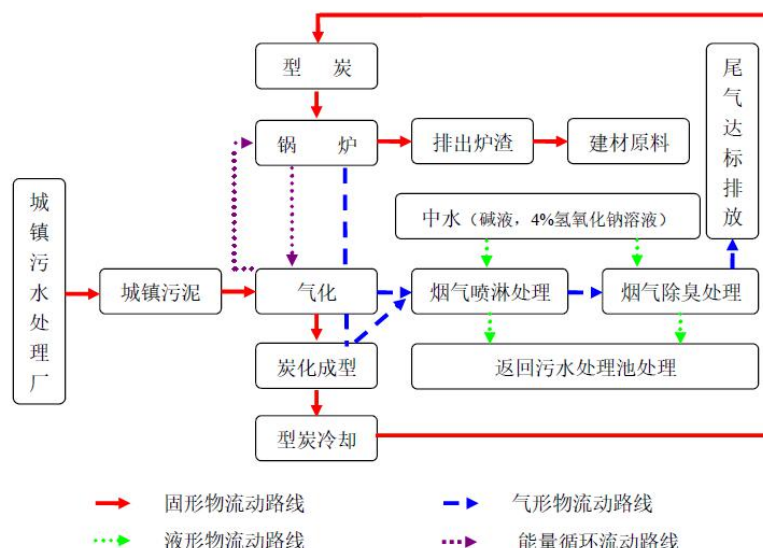 型 炭
尾气达标排放
锅 炉
排出炉渣
建材原料
城镇污水处理厂
中水（碱液，4%氢氧化钠溶液）
城镇污泥
气化
烟气喷淋处理
烟气除臭处理
炭化成型
返回污水处理池处理
型炭冷却
固形物流动路线
气形物流动路线
液形物流动路线
能量循环流动路线